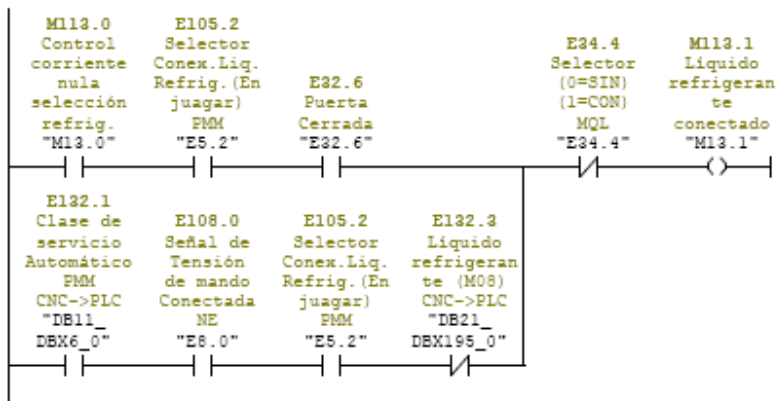 M113.0
Control
corriente
nula
selección
refrig.
"M13.0"
E105.2
Selector
Conex.Liq.
Refrig.(En
juagar)
PMM
"E5.2"
E32.6
Puerta
Cerrada
"E32.6"
E34.4
Selector
(0=SIN)
(1=CON)
MQL
"E34.4"
M113.1
Líquido
refrigeran
te
conectado
"M13.1"
E132.1
Clase de
servicio
Automático
PMM
CNC->PLC
"DB11_
DBX6_0"
E108.0
Señal de
Tensión
de mando
Conectada
NE
"E8.0"
E105.2
Selector
Conex.Liq.
Refrig.(En
juagar)
PMM
"E5.2"
E132.3
Líquido
refrigeran
te (M08)
CNC->PLC
"DB21_
DBX195_0"